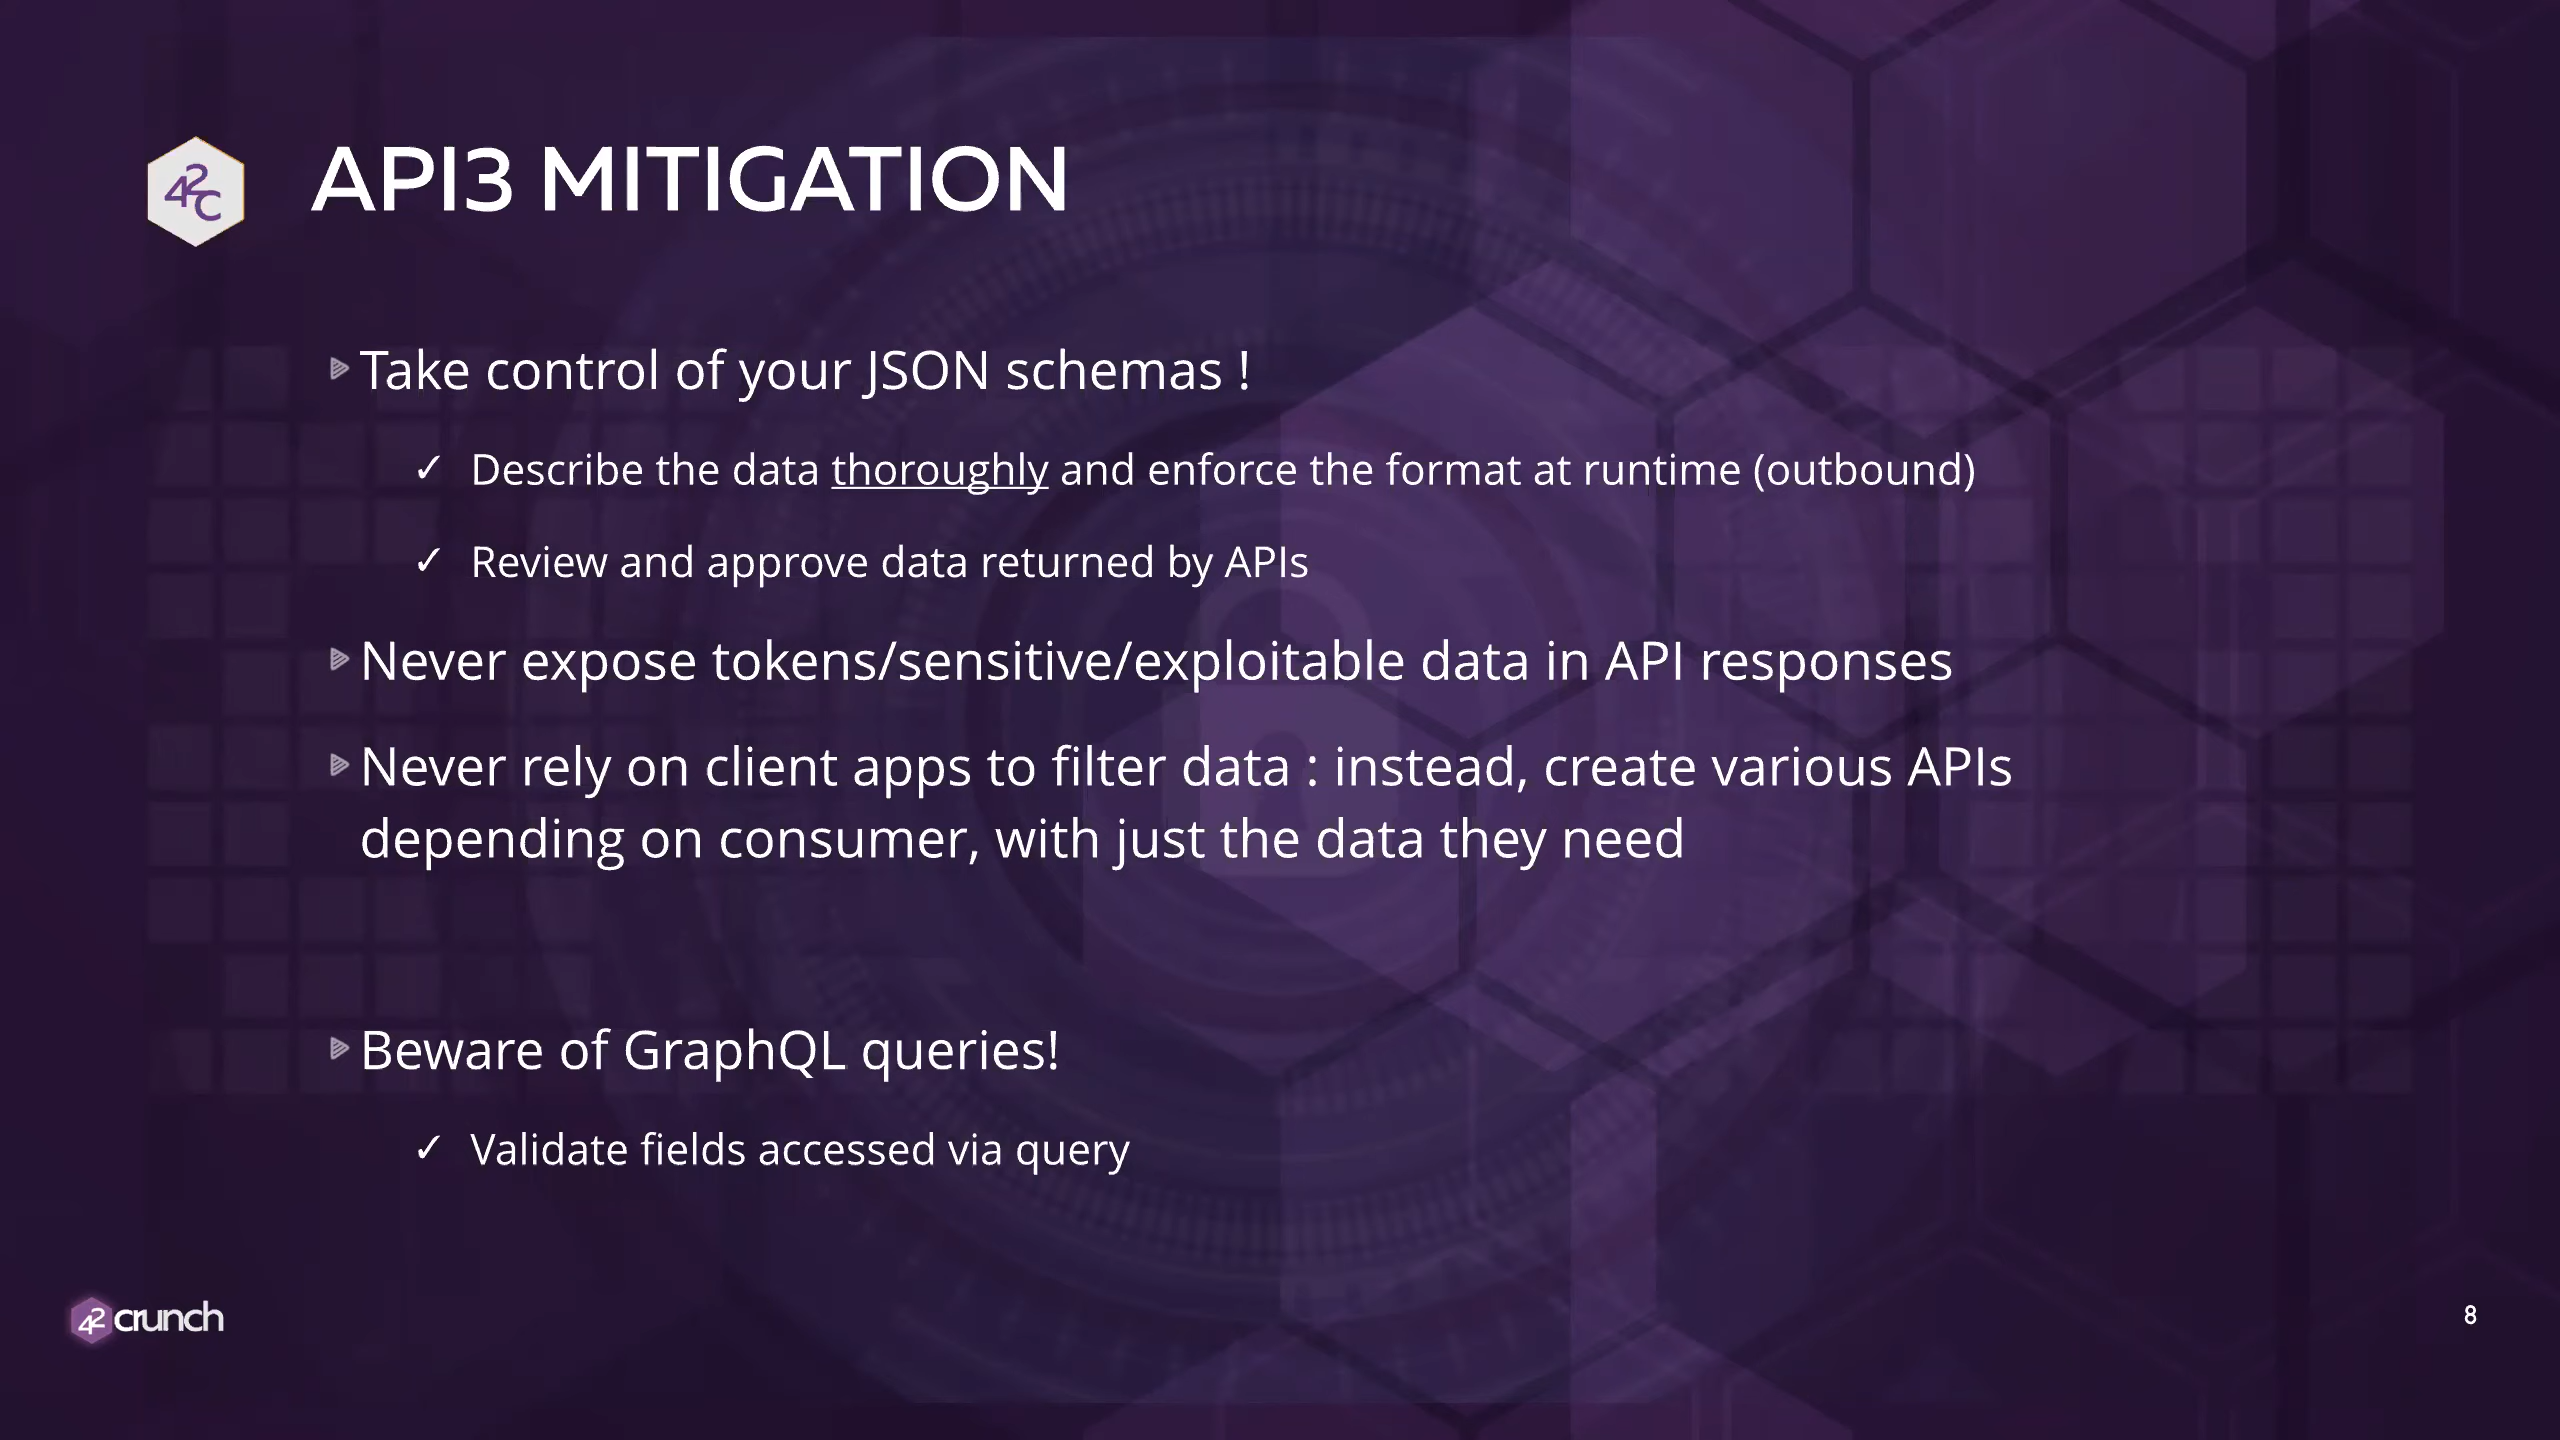 42C
API3 MITIGATION
Take control of your JSON schemas !
✓ Describe the data thoroughly and enforce the format at runtime (outbound)
✓ Review and approve data returned by APIs
Never expose tokens/sensitive/exploitable data in API responses
Never rely on client apps to filter data : instead, create various APIs
depending on consumer, with just the data they need
Beware of GraphQL queries!
✓ Validate fields accessed via query
42crunch
8